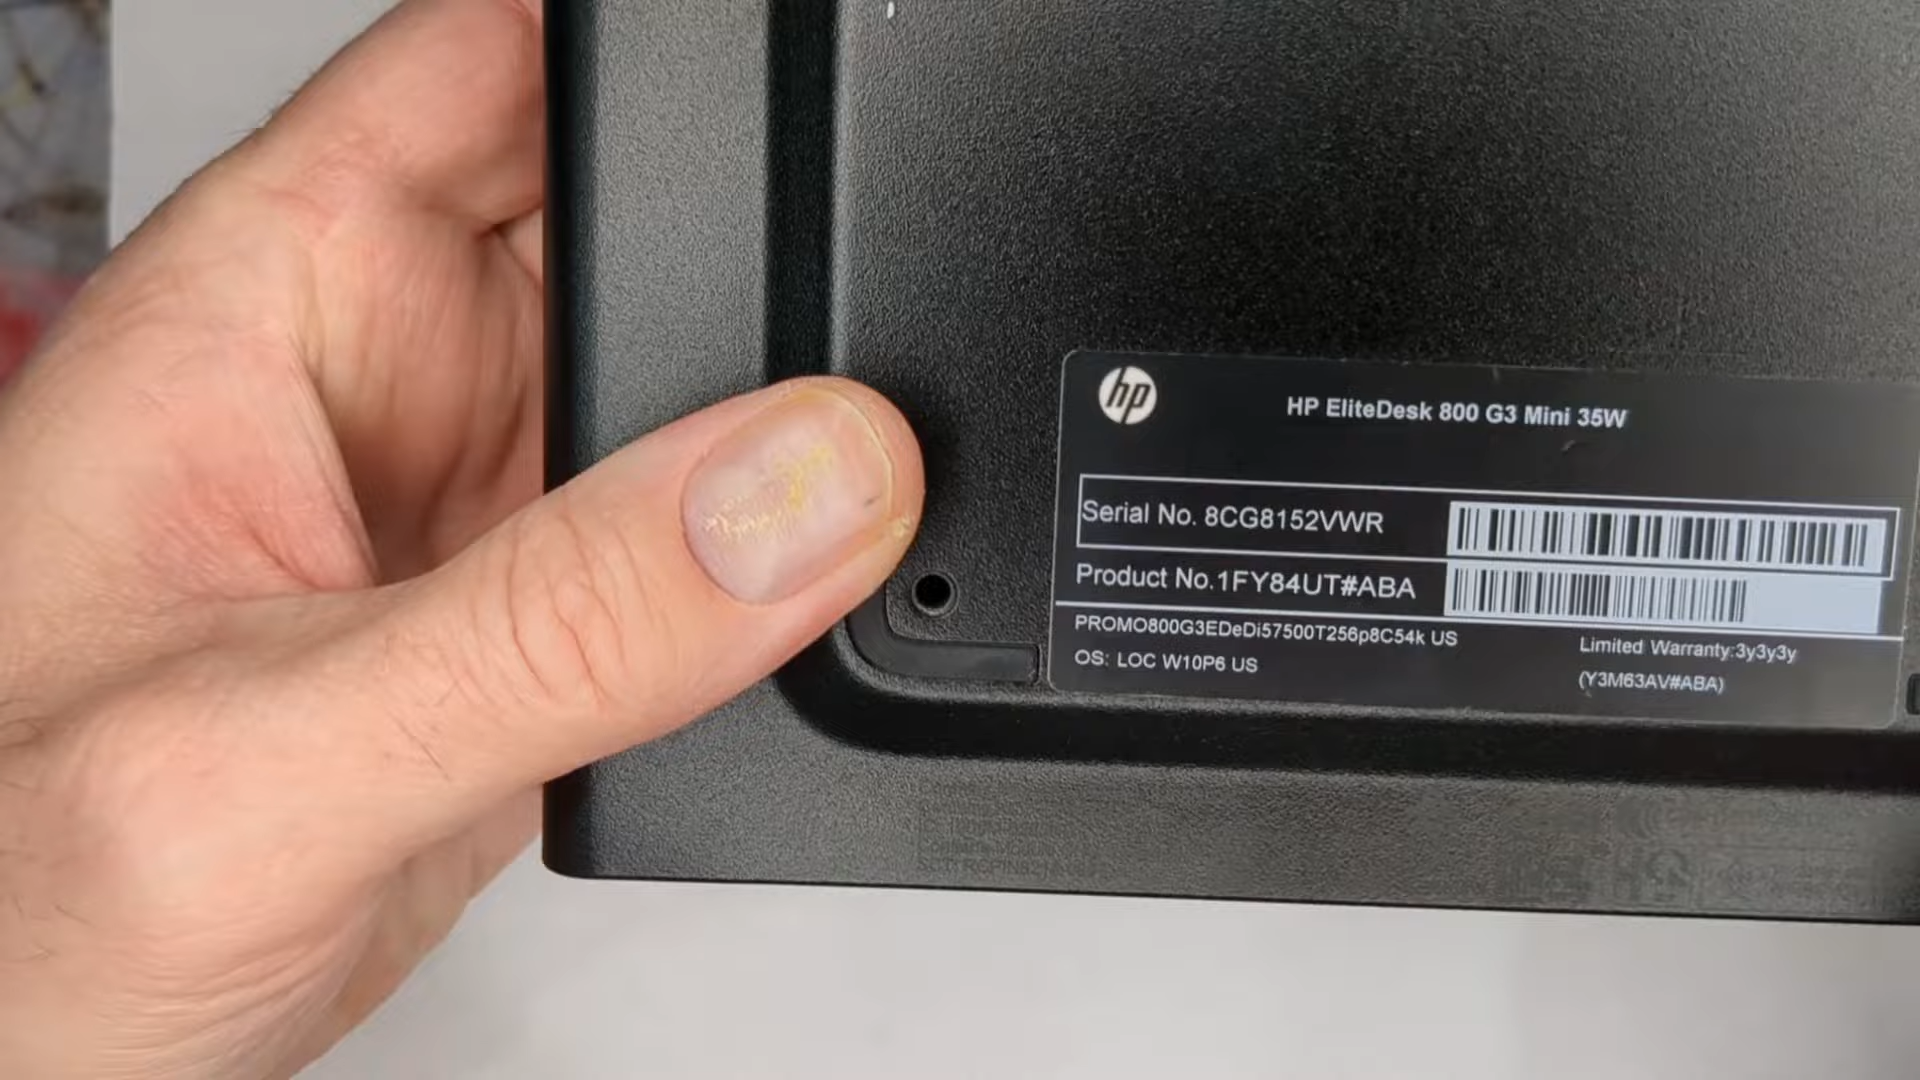 hp
HP EliteDesk 800 G3 Mini 35W
Serial No. 8CG8152VWR
Product No.1FY84UT#ABA
PROMO800G3EDeDi57500T256p8C54k US
Limited Warranty:3y3y3y
OS: LOC W10P6 US
(Y3M63AV#ABA)